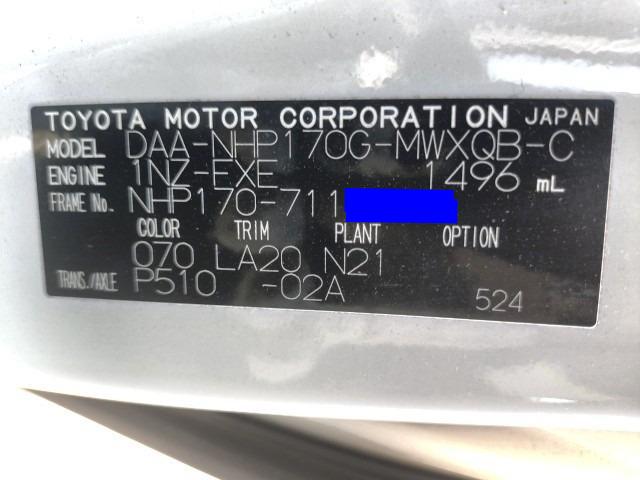 TOYOTA MOTOR CORPORATION JAPAN
MODEL DAA-NHP170G-MWXQB-C
ENGINE 1NZ-EXE 1496 mL
FRAME No. NHP170-711
COLOR TRIM PLANT OPTION
070 LA20 N21
TRANS./AXLE P510 -02A 524